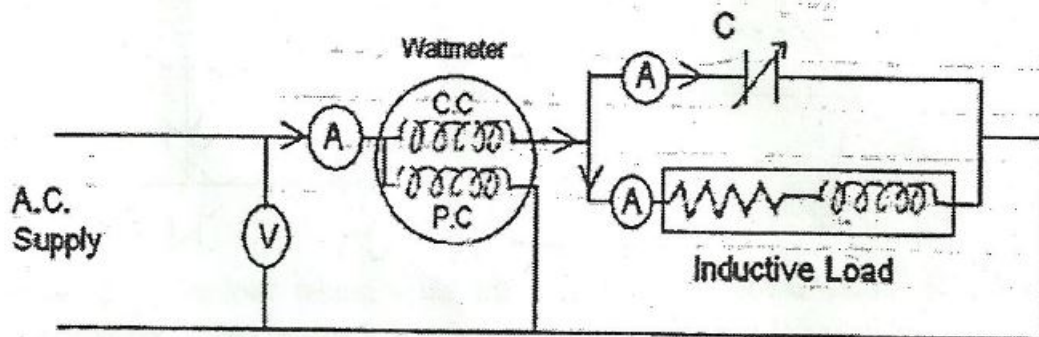 C
Wattmeter
A
C.C
A
A.C.
Supply
V
P.C
A
Inductive Load